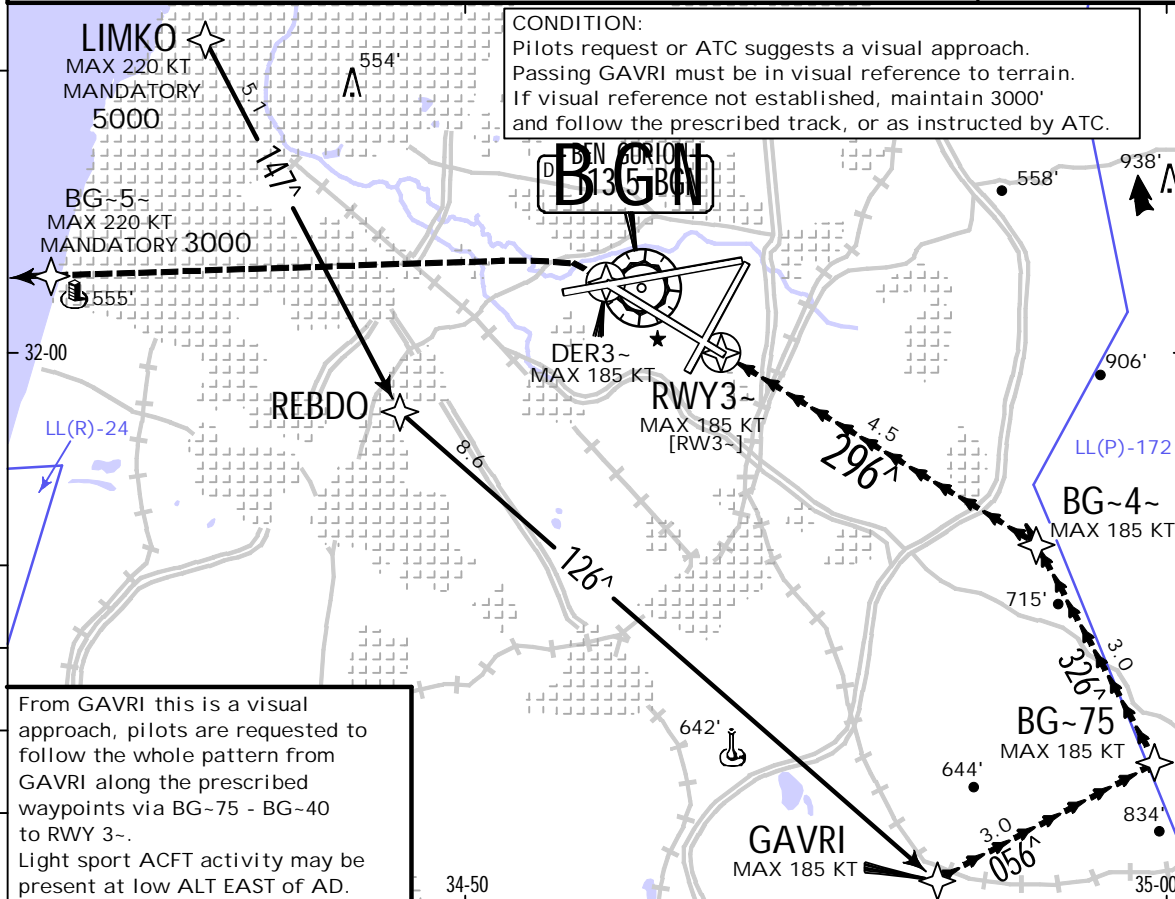 CONDITION:
Pilots request or ATC suggests a visual approach.
Passing GAVRI must be in visual reference to terrain.
If visual reference not established, maintain 3000'
and follow the prescribed track, or as instructed by ATC.
LIMKO
MAX 220 KT
MANDATORY
5000
554'
5.1
147^
BEN GURION
D 113.5 BGN
BGN
938'
558'
BG~5~
MAX 220 KT
MANDATORY 3000
555'
32-00
DER3~
MAX 185 KT
RWY3~
MAX 185 KT
[RW3~]
906'
REBDO
LL(R)-24
8.6
4.5
296^
LL(P)-172
BG~4~
MAX 185 KT
126^
715'
3.0
326^
From GAVRI this is a visual
approach, pilots are requested to
follow the whole pattern from
GAVRI along the prescribed
waypoints via BG~75 - BG~40
to RWY 3~.
Light sport ACFT activity may be
present at low ALT EAST of AD.
642'
BG~75
MAX 185 KT
644'
834'
GAVRI
MAX 185 KT
3.0
056^
34-50
35-00